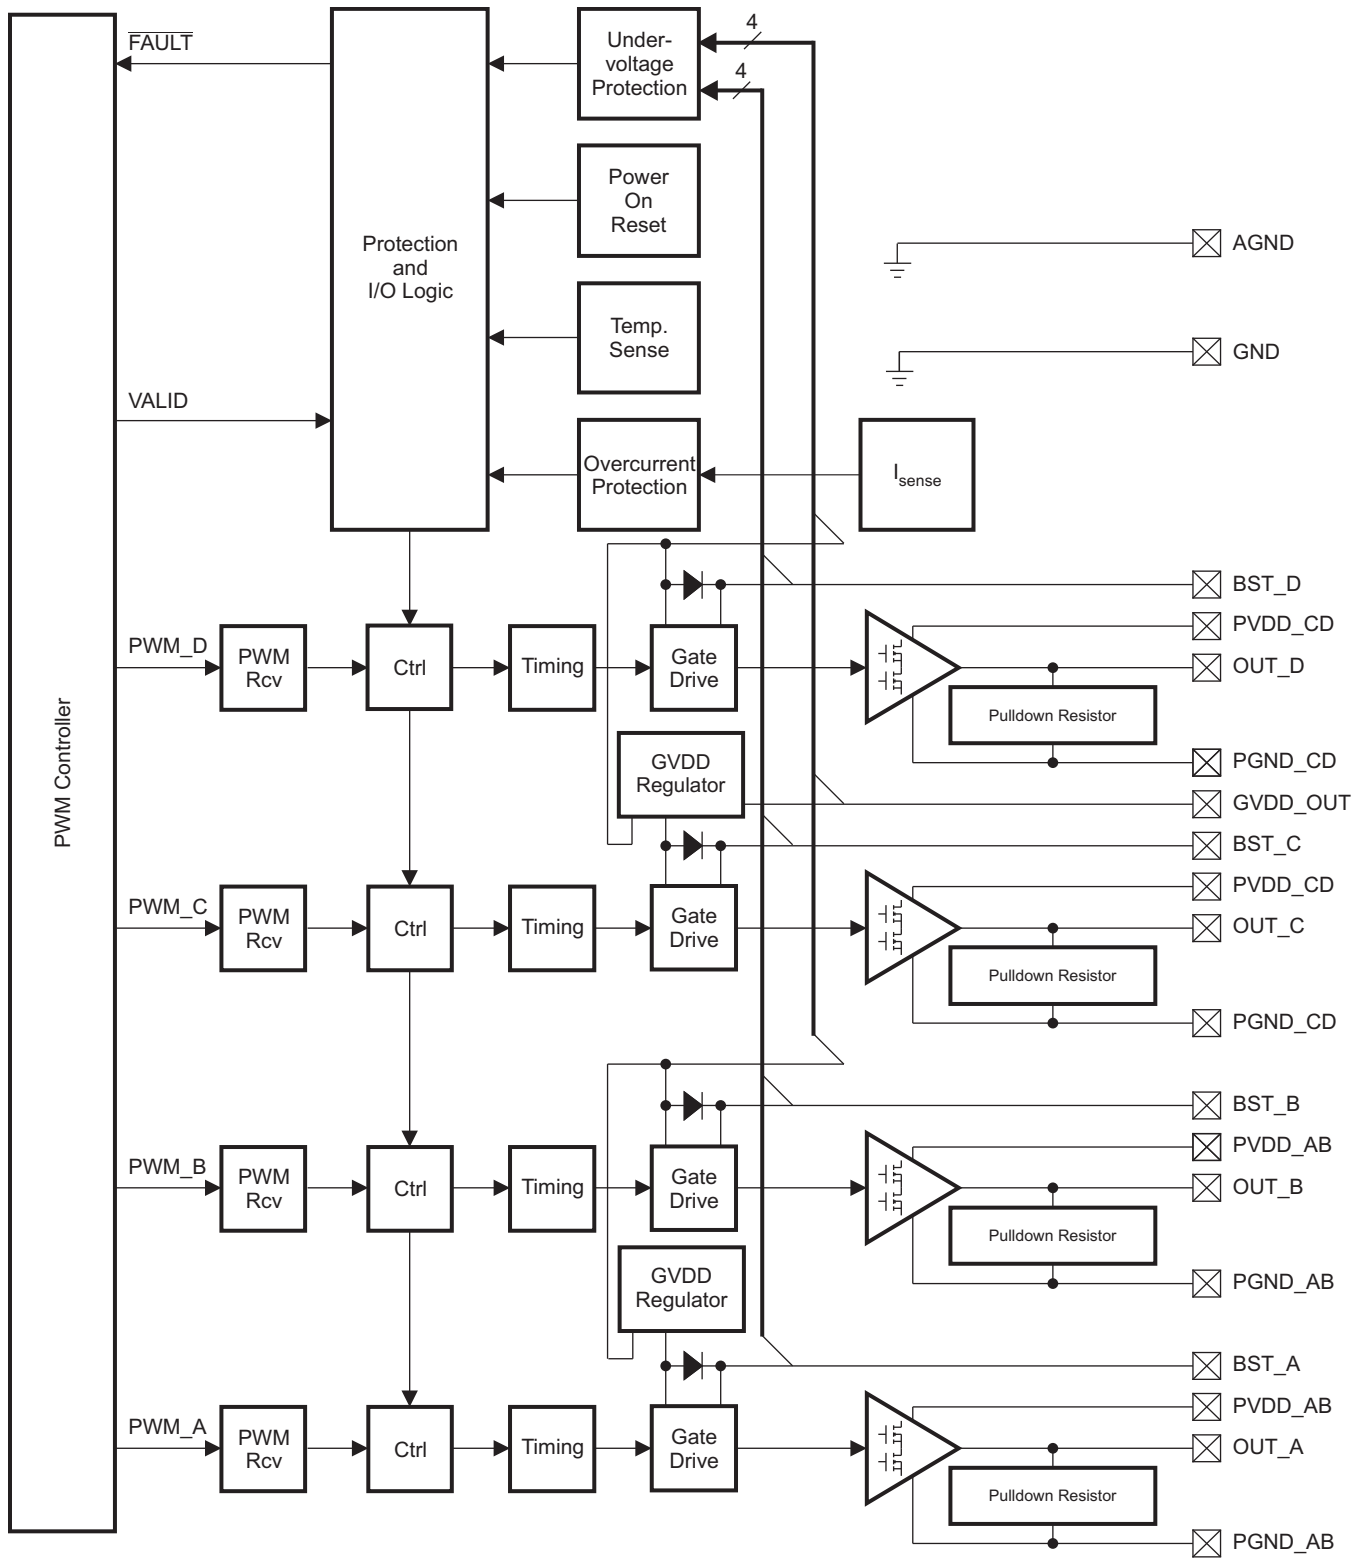 FAULT
Under-
voltage
Protection
4
4
Power
On
Reset
Protection
and
I/O Logic
AGND
Temp.
Sense
GND
VALID
Overcurrent
Protection
Isense
BST_D
PVDD_CD
PWM_D
PWM
Rcv
Ctrl
Timing
Gate
Drive
OUT_D
Pulldown Resistor
PWM Controller
GVDD
Regulator
PGND_CD
GVDD_OUT
BST_C
PVDD_CD
PWM_C
PWM
Rcv
Ctrl
Timing
Gate
Drive
OUT_C
Pulldown Resistor
PGND_CD
BST_B
PVDD_AB
PWM_B
PWM
Rcv
Ctrl
Timing
Gate
Drive
OUT_B
Pulldown Resistor
GVDD
Regulator
PGND_AB
BST_A
PVDD_AB
PWM_A
PWM
Rcv
Ctrl
Timing
Gate
Drive
OUT_A
Pulldown Resistor
PGND_AB